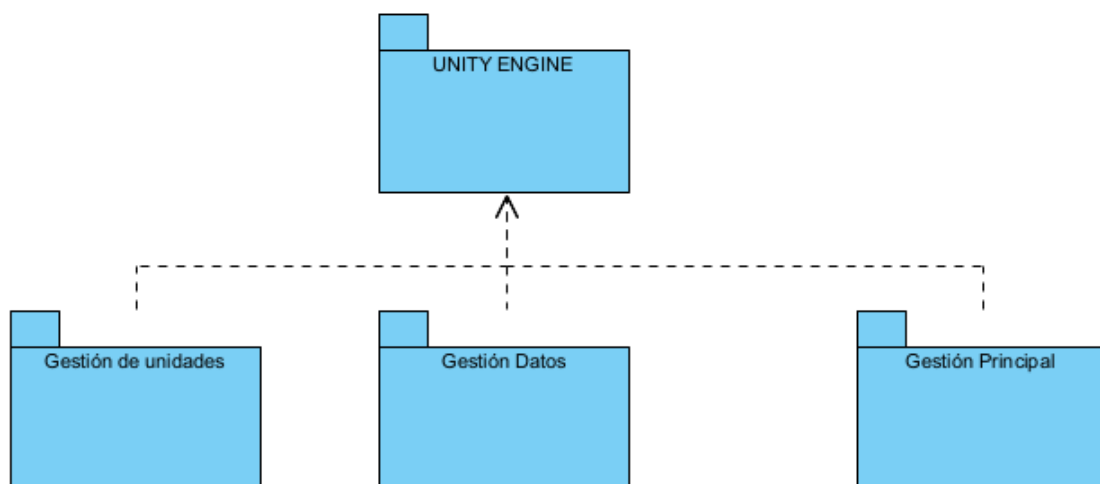 UNITY ENGINE
Gestión de unidades
Gestión Datos
Gestión Principal